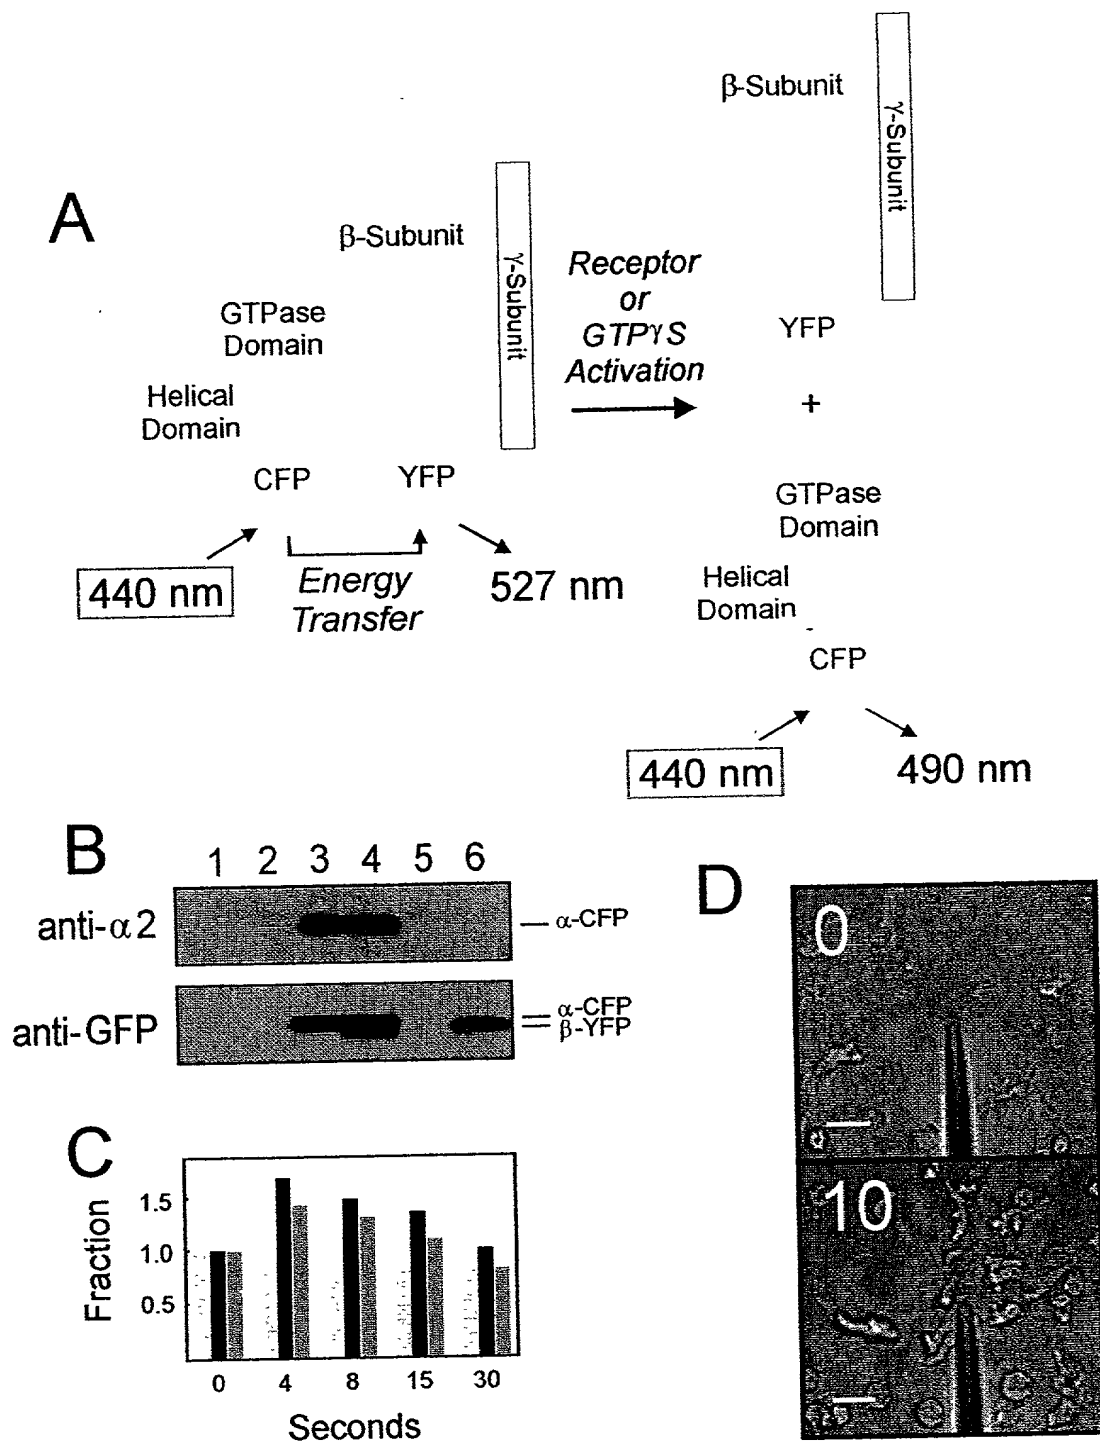 A
β-Subunit
γ-Subunit
GTPase
Domain
Helical
Domain
CFP
YFP
440 nm
Energy
Transfer
527 nm
Receptor
or
GTPγS
Activation
β-Subunit
γ-Subunit
YFP
+
GTPase
Domain
Helical
Domain
CFP
440 nm
490 nm
B
1 2 3 4 5 6
anti-α2
α-CFP
anti-GFP
α-CFP
β-YFP
C
Fraction
1.5
1.0
0.5
0 4 8 15 30
Seconds
D
0
10